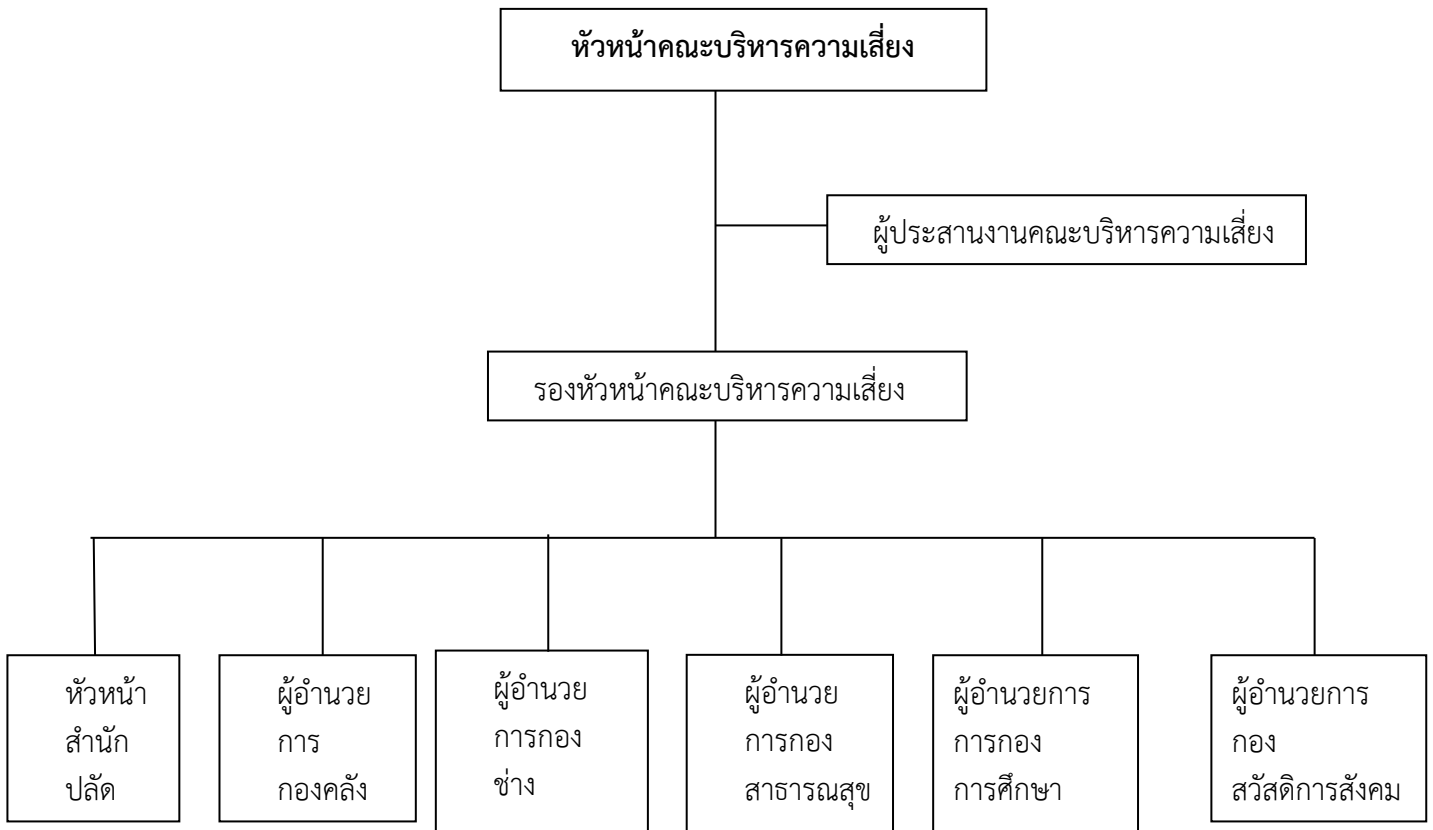 หัวหน้าคณะบริหารความเสี่ยง
ผู้ประสานงานคณะบริหารความเสี่ยง
รองหัวหน้าคณะบริหารความเสี่ยง
หัวหน้า
สำนัก
ปลัด
ผู้อำนวย
การ
กองคลัง
ผู้อำนวย
การกอง
ช่าง
ผู้อำนวย
การกอง
สาธารณสุข
ผู้อำนวยการ
การกอง
การศึกษา
ผู้อำนวยการ
กอง
สวัสดิการสังคม